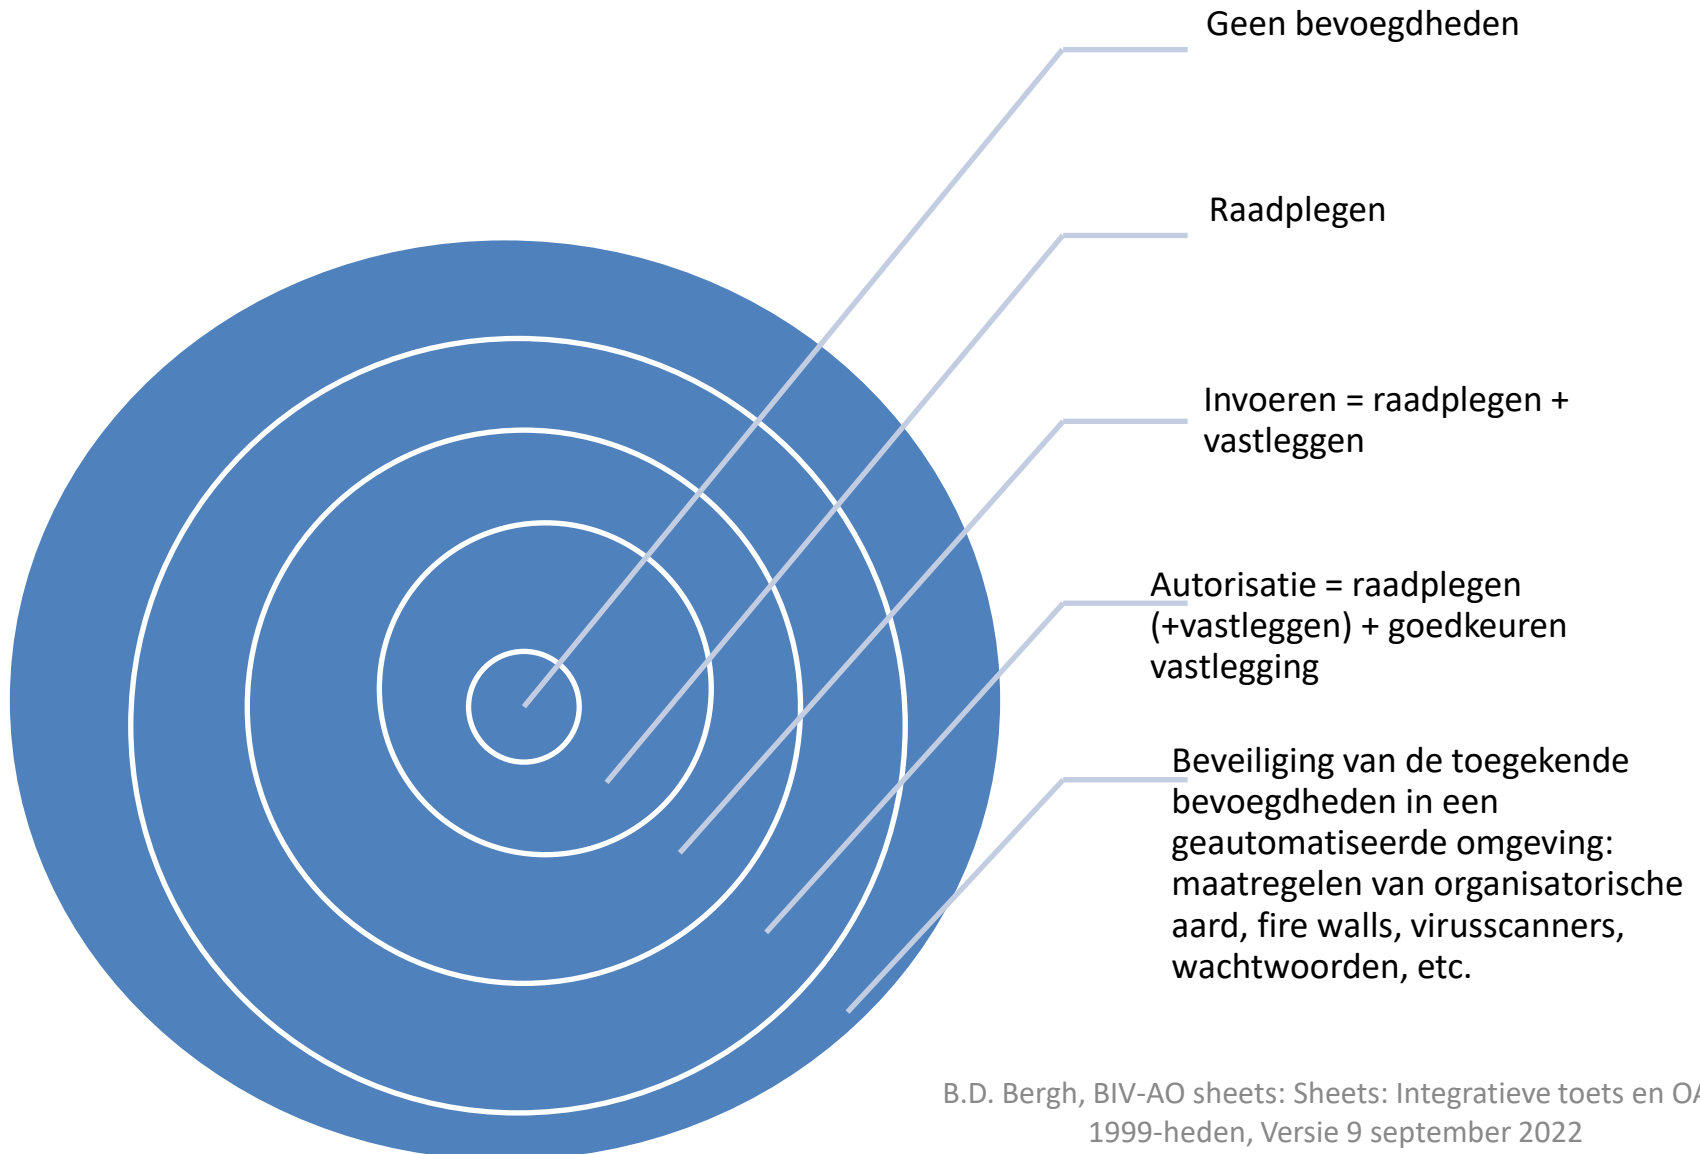 Geen bevoegdheden
Raadplegen
Invoeren = raadplegen +
vastleggen
Autorisatie = raadplegen
(+vastleggen) + goedkeuren
vastlegging
Beveiliging van de toegekende
bevoegdheden in een
geautomatiseerde omgeving:
maatregelen van organisatorische
aard, fire walls, virusscanners,
wachtwoorden, etc.
B.D. Bergh, BIV-AO sheets: Sheets: Integratieve toets en OA
1999-heden, Versie 9 september 2022